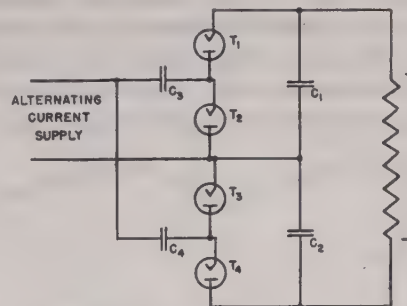 T1
C3
C1
ALTERNATING
CURRENT
SUPPLY
T2
T3
C4
C2
T4